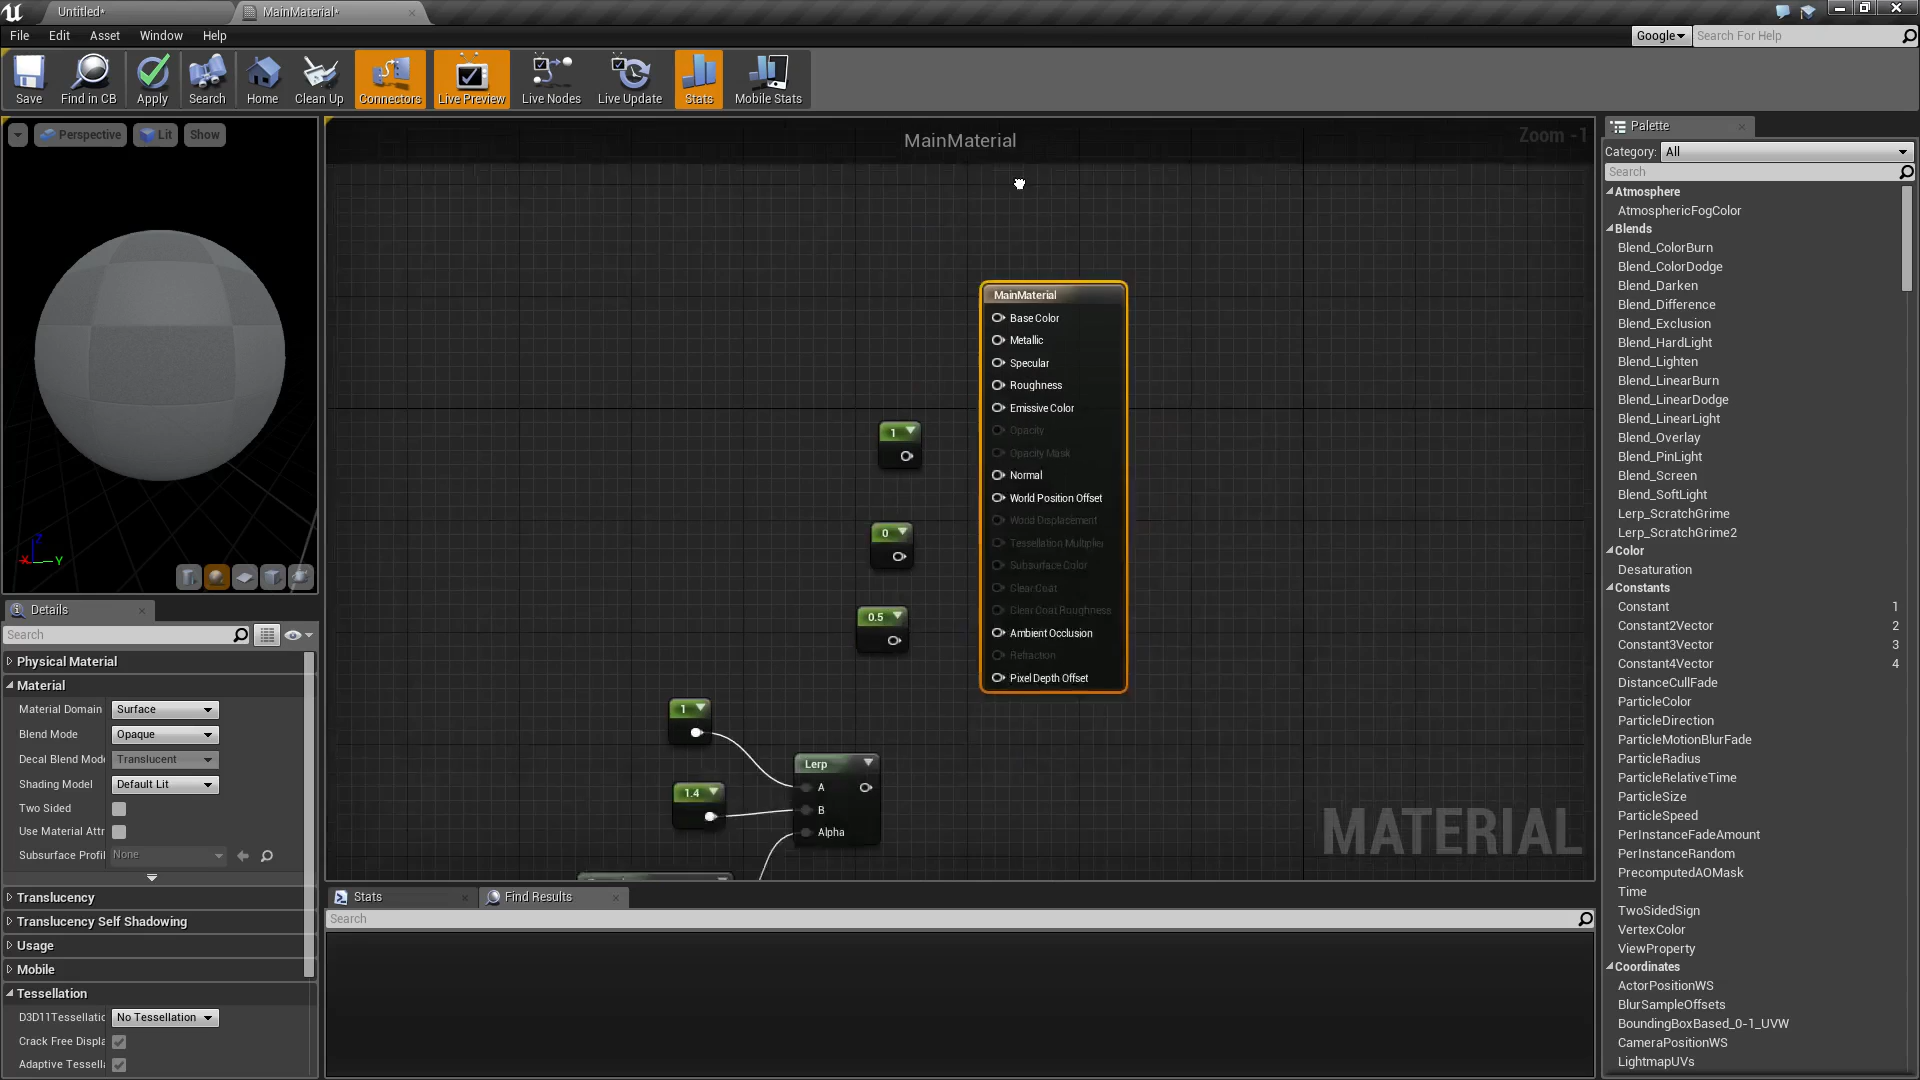 Untitled*
MainMaterial*
File Edit Asset Window Help
Google
Search For Help
Save
Find in CB
Apply
Search
Home
Clean Up
Connectors
Live Preview
Live Nodes
Live Update
Stats
Mobile Stats
Perspective
Lit
Show
MainMaterial
Zoom -1
MainMaterial
Base Color
Metallic
Specular
Roughness
Emissive Color
Opacity
Opacity Mask
Normal
World Position Offset
World Displacement
Tessellation Multiplier
Subsurface Color
Clear Coat
Clear Coat Roughness
Ambient Occlusion
Refraction
Pixel Depth Offset
1
0
0.5
1
1.4
Lerp
A
B
Alpha
MATERIAL
X
Y
Z
Details
Search
Physical Material
Material
Material Domain Surface
Blend Mode Opaque
Decal Blend Mod Translucent
Shading Model Default Lit
Two Sided
Use Material Attr
Subsurface Profil None
Translucency
Translucency Self Shadowing
Usage
Mobile
Tessellation
D3D11Tessellatio No Tessellation
Crack Free Displa
Adaptive Tessell
Stats
Find Results
Search
Palette
Category: All
Search
Atmosphere
AtmosphericFogColor
Blends
Blend_ColorBurn
Blend_ColorDodge
Blend_Darken
Blend_Difference
Blend_Exclusion
Blend_HardLight
Blend_Lighten
Blend_LinearBurn
Blend_LinearDodge
Blend_LinearLight
Blend_Overlay
Blend_PinLight
Blend_Screen
Blend_SoftLight
Lerp_ScratchGrime
Lerp_ScratchGrime2
Color
Desaturation
Constants
Constant 1
Constant2Vector 2
Constant3Vector 3
Constant4Vector 4
DistanceCullFade
ParticleColor
ParticleDirection
ParticleMotionBlurFade
ParticleRadius
ParticleRelativeTime
ParticleSize
ParticleSpeed
PerInstanceFadeAmount
PerInstanceRandom
PrecomputedAOMask
Time
TwoSidedSign
VertexColor
ViewProperty
Coordinates
ActorPositionWS
BlurSampleOffsets
BoundingBoxBased_0-1_UVW
CameraPositionWS
LightmapUVs